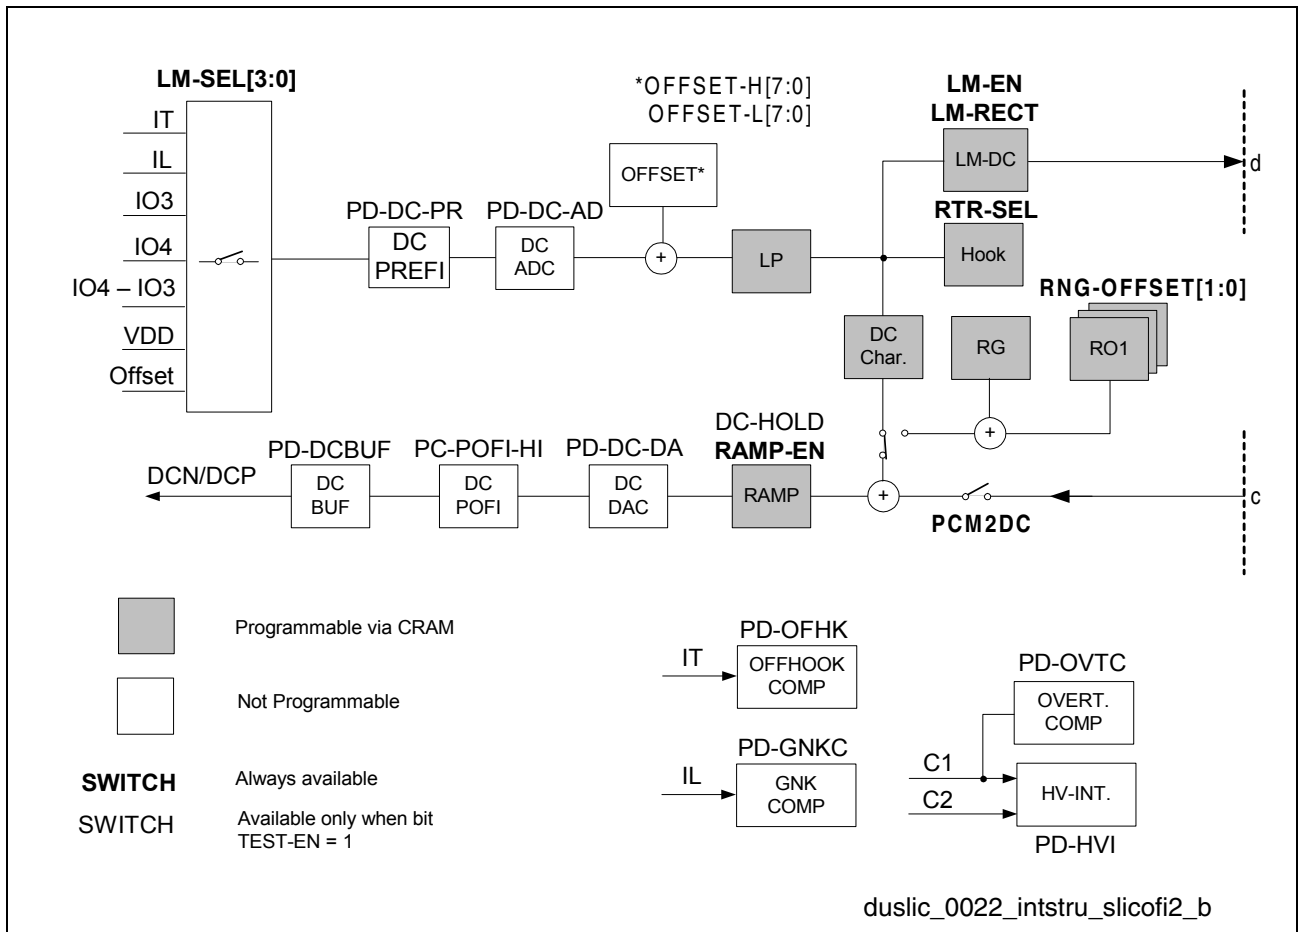 LM-SEL[3:0]
*OFFSET-H[7:0]
OFFSET-L[7:0]
LM-EN
LM-RECT
IT
IL
IO3
IO4
IO4 – IO3
VDD
Offset
OFFSET*
LM-DC
d
PD-DC-PR
PD-DC-AD
RTR-SEL
DC
PREFI
DC
ADC
+
LP
Hook
RNG-OFFSET[1:0]
DC
Char.
RG
RO1
DC-HOLD
RAMP-EN
+
PD-DCBUF
PC-POFI-HI
PD-DC-DA
DCN/DCP
DC
BUF
DC
POFI
DC
DAC
RAMP
+
PCM2DC
c
Programmable via CRAM
Not Programmable
SWITCH
Always available
SWITCH
Available only when bit
TEST-EN = 1
PD-OFHK
IT
OFFHOOK
COMP
PD-GNKC
IL
GNK
COMP
PD-OVTC
OVERT.
COMP
C1
C2
HV-INT.
PD-HVI
duslic_0022_intstru_slicofi2_b